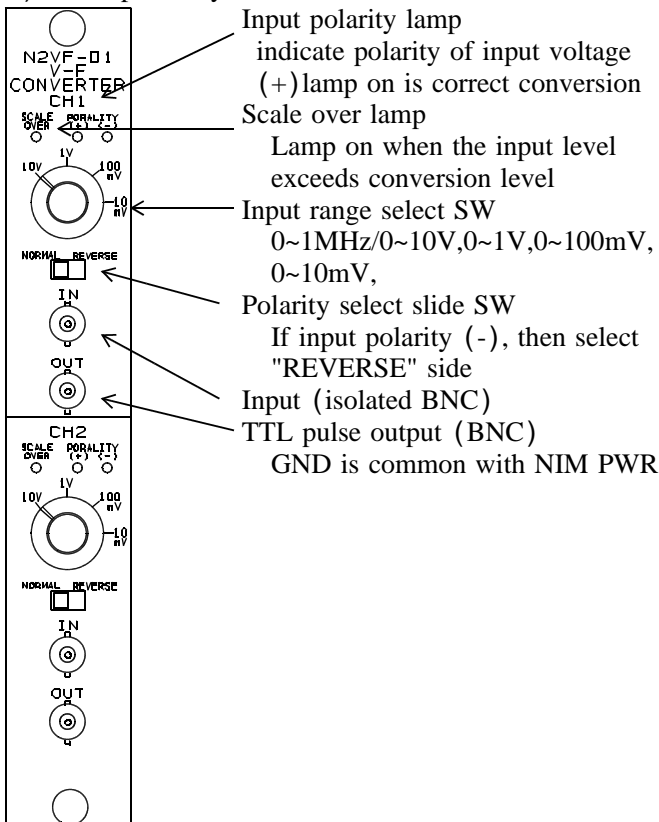 Input polarity lamp
indicate polarity of input voltage
(+)lamp on is correct conversion
Scale over lamp
Lamp on when the input level
exceeds conversion level
Input range select SW
0~1MHz/0~10V,0~1V,0~100mV,
0~10mV,
Polarity select slide SW
If input polarity (-), then select
"REVERSE" side
Input (isolated BNC)
TTL pulse output (BNC)
GND is common with NIM PWR
N2VF-01
V-F
CONVERTER
CH1
SCALE PORALITY
OVER (+) (-)
1V
10V 100
mV
10
mV
NORMAL REVERSE
IN
OUT
CH2
SCALE PORALITY
OVER (+) (-)
1V
10V 100
mV
10
mV
NORMAL REVERSE
IN
OUT